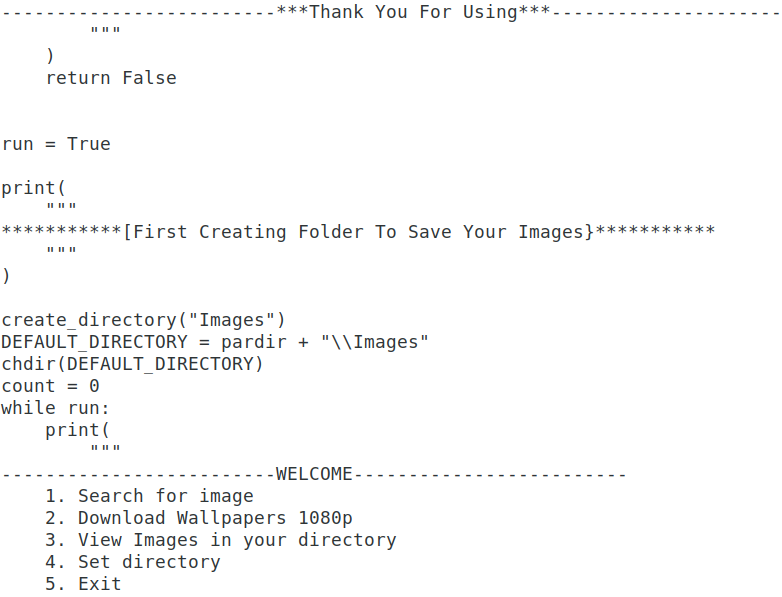 -------------------------***Thank You For Using***---------------------
        """
    )
    return False


run = True

print(
    """
***********[First Creating Folder To Save Your Images}***********
    """
)

create_directory("Images")
DEFAULT_DIRECTORY = pardir + "\\Images"
chdir(DEFAULT_DIRECTORY)
count = 0
while run:
    print(
        """
-------------------------WELCOME-------------------------
    1. Search for image
    2. Download Wallpapers 1080p
    3. View Images in your directory
    4. Set directory
    5. Exit